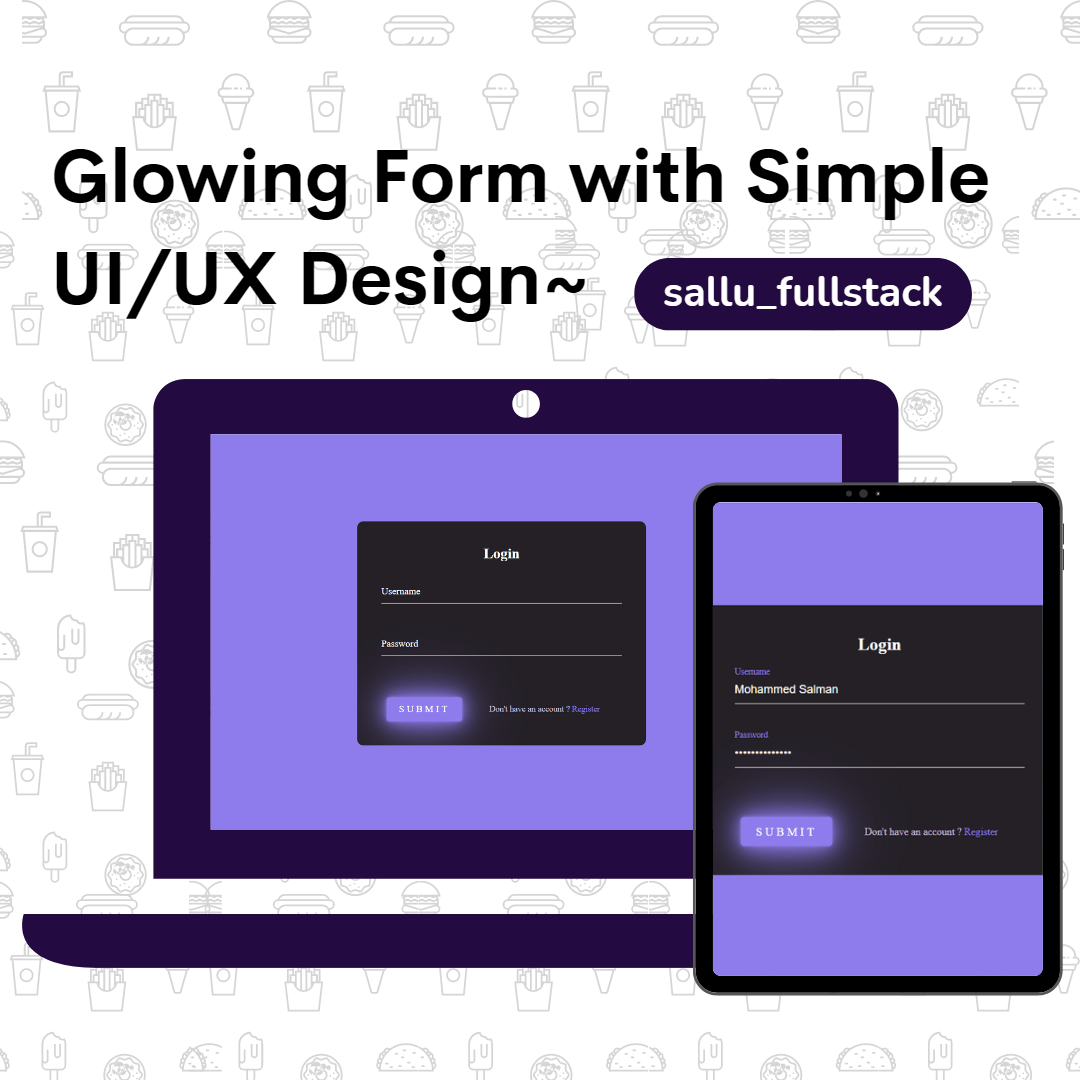 Glowing Form with Simple
UI/UX Design~
sallu_fullstack
Login
Username
Password
SUBMIT
Don't have an account ? Register
Login
Username
Mohammed Salman
Password
••••••••••••••
SUBMIT
Don't have an account ? Register